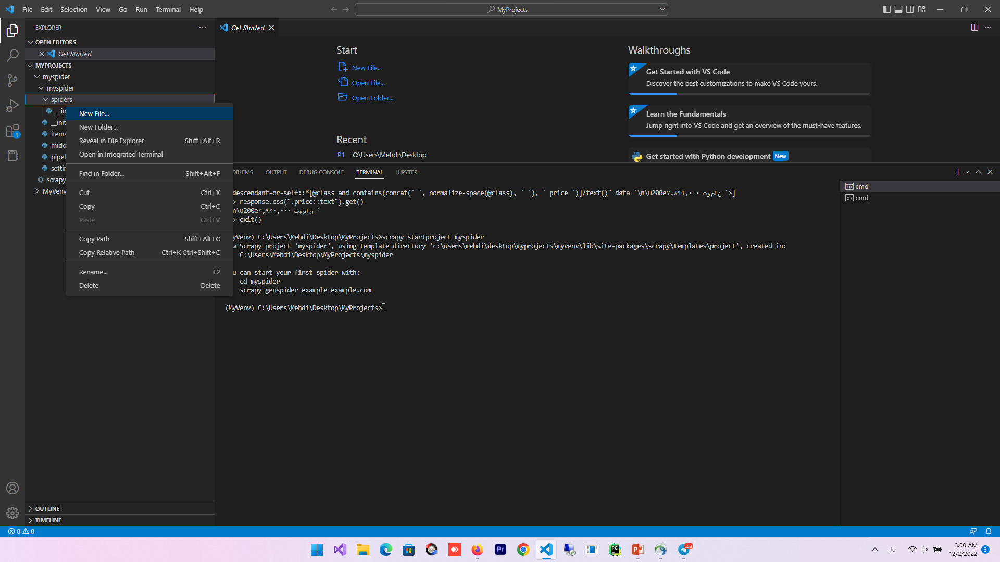 File Edit Selection View Go Run Terminal Help
MyProjects
EXPLORER
OPEN EDITORS
Get Started
MYPROJECTS
myspider
myspider
spiders
__in
__init
items
midd
pipel
settin
scrapy
MyVenv
New File...
New Folder...
Reveal in File Explorer Shift+Alt+R
Open in Integrated Terminal
Find in Folder... Shift+Alt+F
Cut Ctrl+X
Copy Ctrl+C
Paste Ctrl+V
Copy Path Shift+Alt+C
Copy Relative Path Ctrl+K Ctrl+Shift+C
Rename... F2
Delete Delete
OUTLINE
TIMELINE
Get Started
Start
New File...
Open File...
Open Folder...
Recent
P1 C:\Users\Mehdi\Desktop
Walkthroughs
Get Started with VS Code
Discover the best customizations to make VS Code yours.
Learn the Fundamentals
Jump right into VS Code and get an overview of the must-have features.
Get started with Python development New
OBLEMS OUTPUT DEBUG CONSOLE TERMINAL JUPYTER
descendant-or-self::*[@class and contains(concat(' ', normalize-space(@class), ' '), ' price ')]/text()" data='\n\u200e۷,۸۹۹,۰۰۰ تومان '>]
> response.css(".price::text").get()
n\u200e۲,۹۲۰,۰۰۰ تومان '
> exit()
yVenv) C:\Users\Mehdi\Desktop\MyProjects>scrapy startproject myspider
w Scrapy project 'myspider', using template directory 'c:\users\mehdi\desktop\myprojects\myvenv\lib\site-packages\scrapy\templates\project', created in:
C:\Users\Mehdi\Desktop\MyProjects\myspider
u can start your first spider with:
cd myspider
scrapy genspider example example.com
(MyVenv) C:\Users\Mehdi\Desktop\MyProjects>
cmd
cmd
1
0 0
Pr
PC
P
.03
فا
3:00 AM
12/2/2022
3